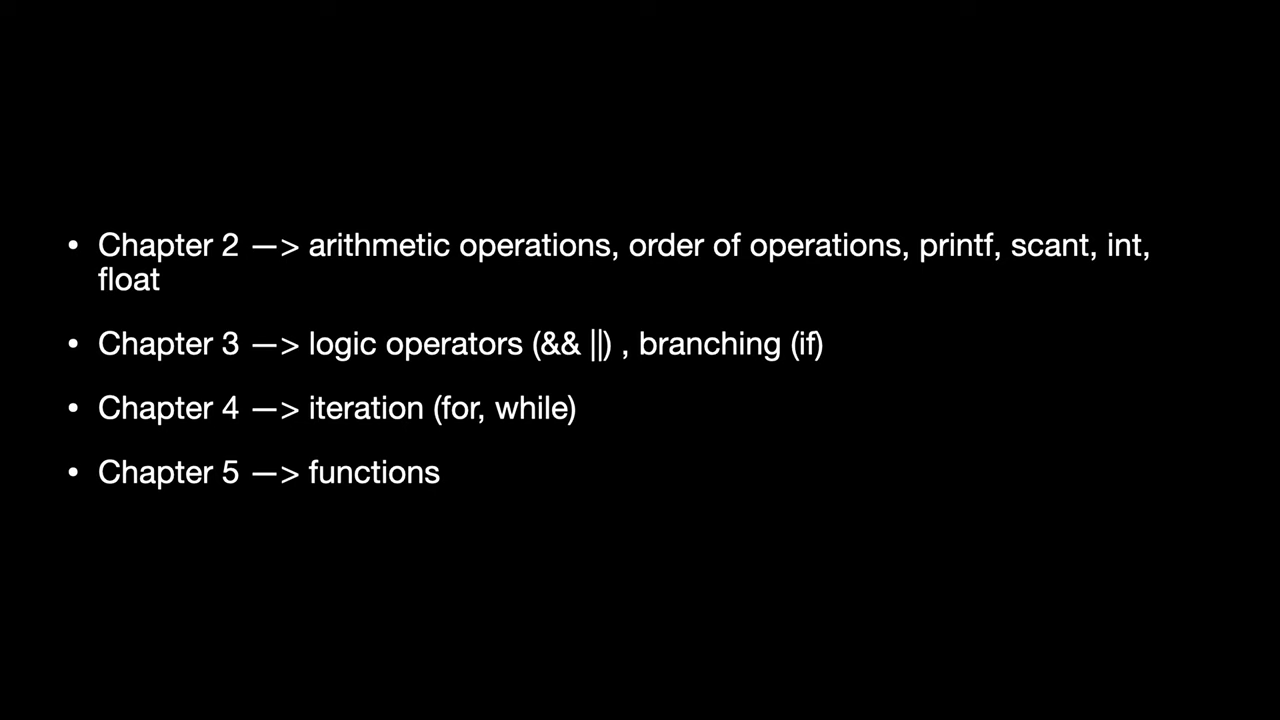 • Chapter 2 —> arithmetic operations, order of operations, printf, scant, int,
float
• Chapter 3 —> logic operators (&& ||) , branching (if)
• Chapter 4 —> iteration (for, while)
• Chapter 5 —> functions